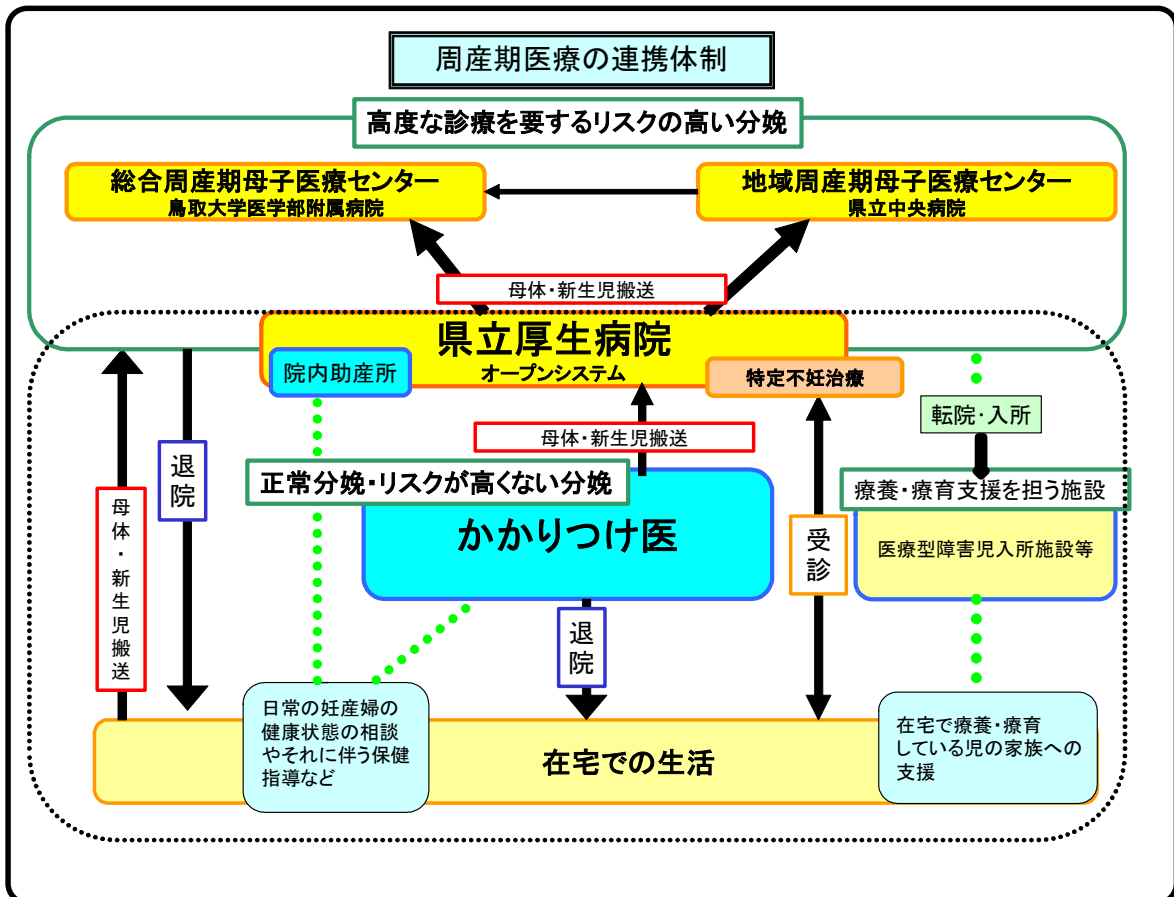 周産期医療の連携体制
高度な診療を要するリスクの高い分娩
総合周産期母子医療センター
鳥取大学医学部附属病院
地域周産期母子医療センター
県立中央病院
母体・新生児搬送
県立厚生病院
オープンシステム
院内助産所
特定不妊治療
転院・入所
母体・新生児搬送
退院
正常分娩・リスクが高くない分娩
かかりつけ医
療養・療育支援を担う施設
医療型障害児入所施設等
母体・新生児搬送
受診
退院
日常の妊産婦の
健康状態の相談
やそれに伴う保健
指導など
在宅での生活
在宅で療養・療育
している児の家族への
支援